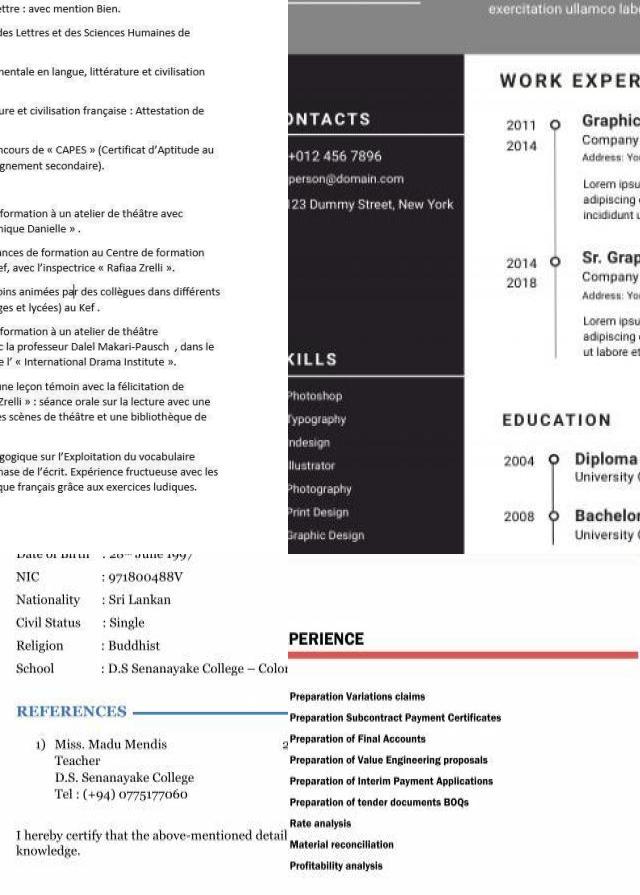 ettre : avec mention Bien.
des Lettres et des Sciences Humaines de
mentale en langue, littérature et civilisation
ure et civilisation française : Attestation de
ncours de « CAPES » (Certificat d'Aptitude au
gnement secondaire).
formation à un atelier de théâtre avec
nique Danielle » .
ances de formation au Centre de formation
ef, avec l'inspectrice « Rafiaa Zrelli ».
oins animées par des collègues dans différents
ges et lycées) au Kef .
formation à un atelier de théâtre
c la professeur Dalel Makari-Pausch , dans le
e l' « International Drama Institute ».
une leçon témoin avec la félicitation de
Zrelli » : séance orale sur la lecture avec une
es scènes de théâtre et une bibliothèque de
gogique sur l'Exploitation du vocabulaire
hase de l'écrit. Expérience fructueuse avec les
que français grâce aux exercices ludiques.
exercitation ullamco labo
ONTACTS
+012 456 7896
person@domain.com
123 Dummy Street, New York
KILLS
Photoshop
Typography
ndesign
llustrator
Photography
Print Design
Graphic Design
WORK EXPER
2011
2014
Graphic
Company
Address: Yo
Lorem ipsu
adipiscing
incididunt u
2014
2018
Sr. Grap
Company
Address: Yo
Lorem ipsu
adipiscing
ut labore et
EDUCATION
2004
Diploma
University
2008
Bachelor
University
Date of Birth : 28th June 1997
NIC : 971800488V
Nationality : Sri Lankan
Civil Status : Single
Religion : Buddhist
School : D.S Senanayake College – Color
REFERENCES
1) Miss. Madu Mendis 2
Teacher
D.S. Senanayake College
Tel : (+94) 0775177060
I hereby certify that the above-mentioned detail
knowledge.
PERIENCE
Preparation Variations claims
Preparation Subcontract Payment Certificates
Preparation of Final Accounts
Preparation of Value Engineering proposals
Preparation of Interim Payment Applications
Preparation of tender documents BOQs
Rate analysis
Material reconciliation
Profitability analysis